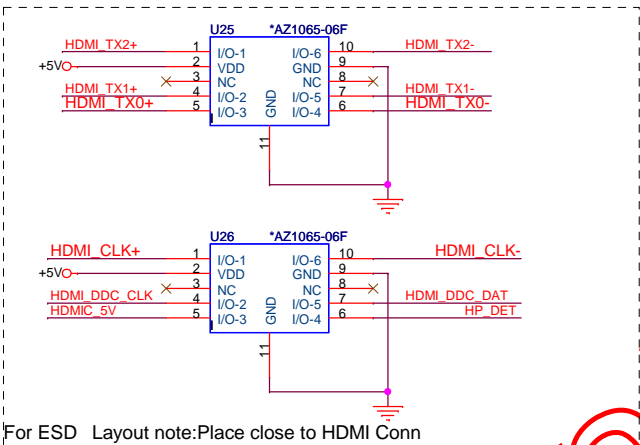 U25 *AZ1065-06F
HDMI_TX2+ 1 I/O-1 I/O-6 10 HDMI_TX2-
+5V 2 VDD GND 9
3 NC NC 8
HDMI_TX1+ 4 I/O-2 I/O-5 7 HDMI_TX1-
HDMI_TX0+ 5 I/O-3 I/O-4 6 HDMI_TX0-
GND
11
U26 *AZ1065-06F
HDMI_CLK+ 1 I/O-1 I/O-6 10 HDMI_CLK-
+5V 2 VDD GND 9
3 NC NC 8
HDMI_DDC_CLK 4 I/O-2 I/O-5 7 HDMI_DDC_DAT
HDMIC_5V 5 I/O-3 I/O-4 6 HP_DET
GND
11
For ESD Layout note:Place close to HDMI Conn